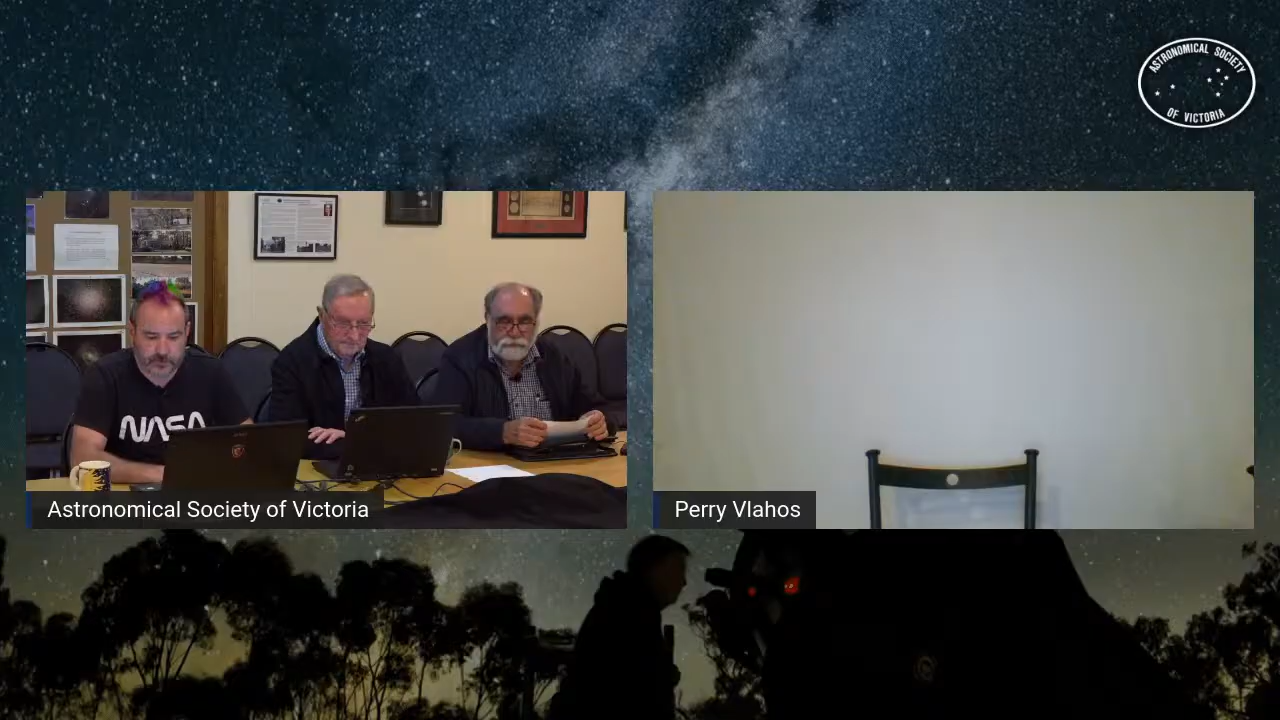 ASTRONOMICAL SOCIETY
OF VICTORIA
NASA
Astronomical Society of Victoria
Perry Vlahos